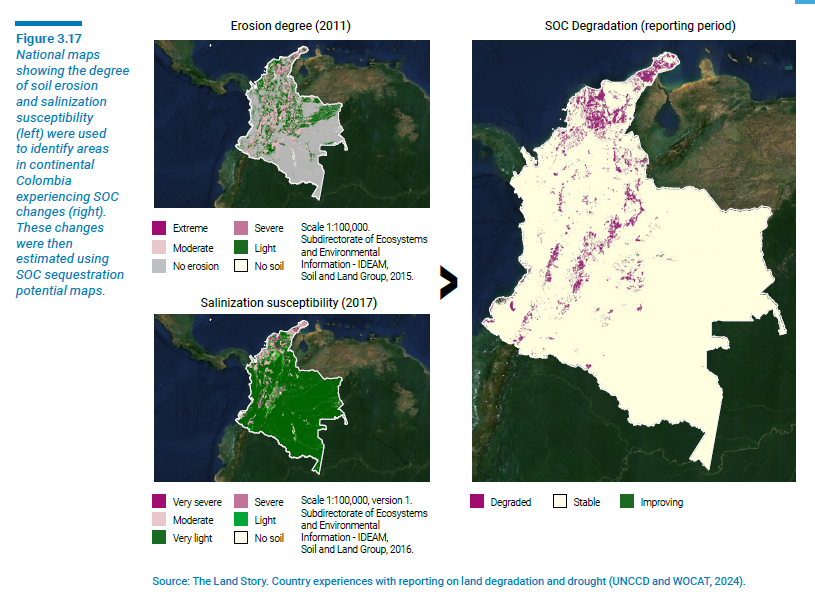 Figure 3.17
National maps
showing the degree
of soil erosion
and salinization
susceptibility
(left) were used
to identify areas
in continental
Colombia
experiencing SOC
changes (right).
These changes
were then
estimated using
SOC sequestration
potential maps.
Erosion degree (2011)
Extreme
Severe
Moderate
Light
No erosion
No soil
Scale 1:100,000.
Subdirectorate of Ecosystems
and Environmental
Information - IDEAM,
Soil and Land Group, 2015.
Salinization susceptibility (2017)
Very severe
Severe
Moderate
Light
Very light
No soil
Scale 1:100,000, version 1.
Subdirectorate of Ecosystems
and Environmental
Information - IDEAM,
Soil and Land Group, 2016.
>
SOC Degradation (reporting period)
Degraded
Stable
Improving
Source: The Land Story. Country experiences with reporting on land degradation and drought (UNCCD and WOCAT, 2024).